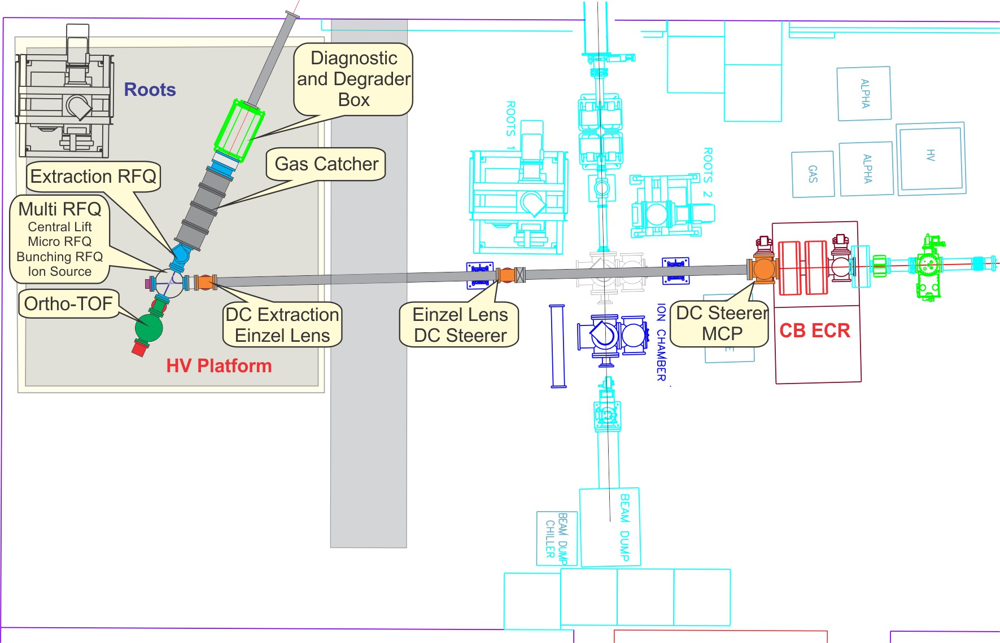 Diagnostic
and Degrader
Box
Roots
Gas Catcher
Extraction RFQ
Multi RFQ
Central Lift
Micro RFQ
Bunching RFQ
Ion Source
Ortho-TOF
DC Extraction
Einzel Lens
HV Platform
Einzel Lens
DC Steerer
DC Steerer
MCP
CB ECR
ROOTS 1
ROOTS 2
ION CHAMBER
ALPHA
ALPHA
GAS
HV
BEAM DUMP
BEAM DUMP
CHILLER